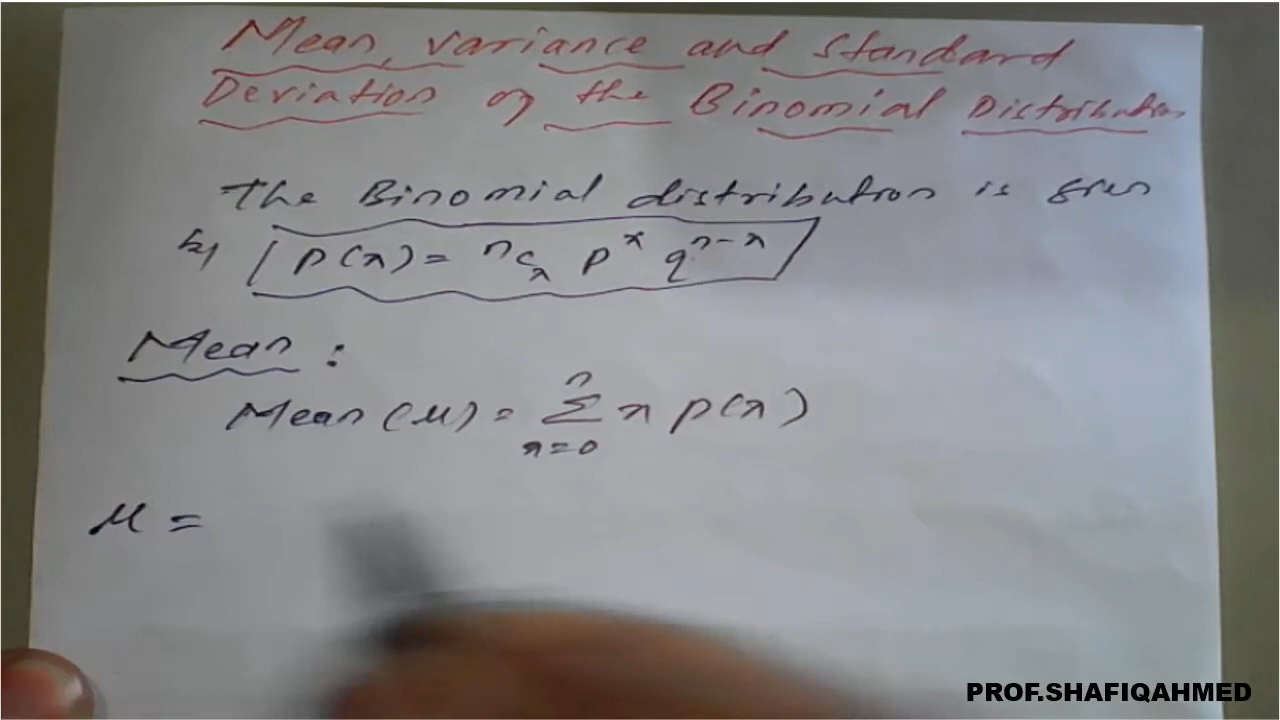 Mean, variance and standard
Deviation of the Binomial Distribution
The Binomial distribution is given
by P(x) = ⁿCₓ pˣ qⁿ⁻ˣ
Mean :
Mean (μ) = Σⁿₓ₌₀ x p(x)
μ =
PROF.SHAFIQAHMED